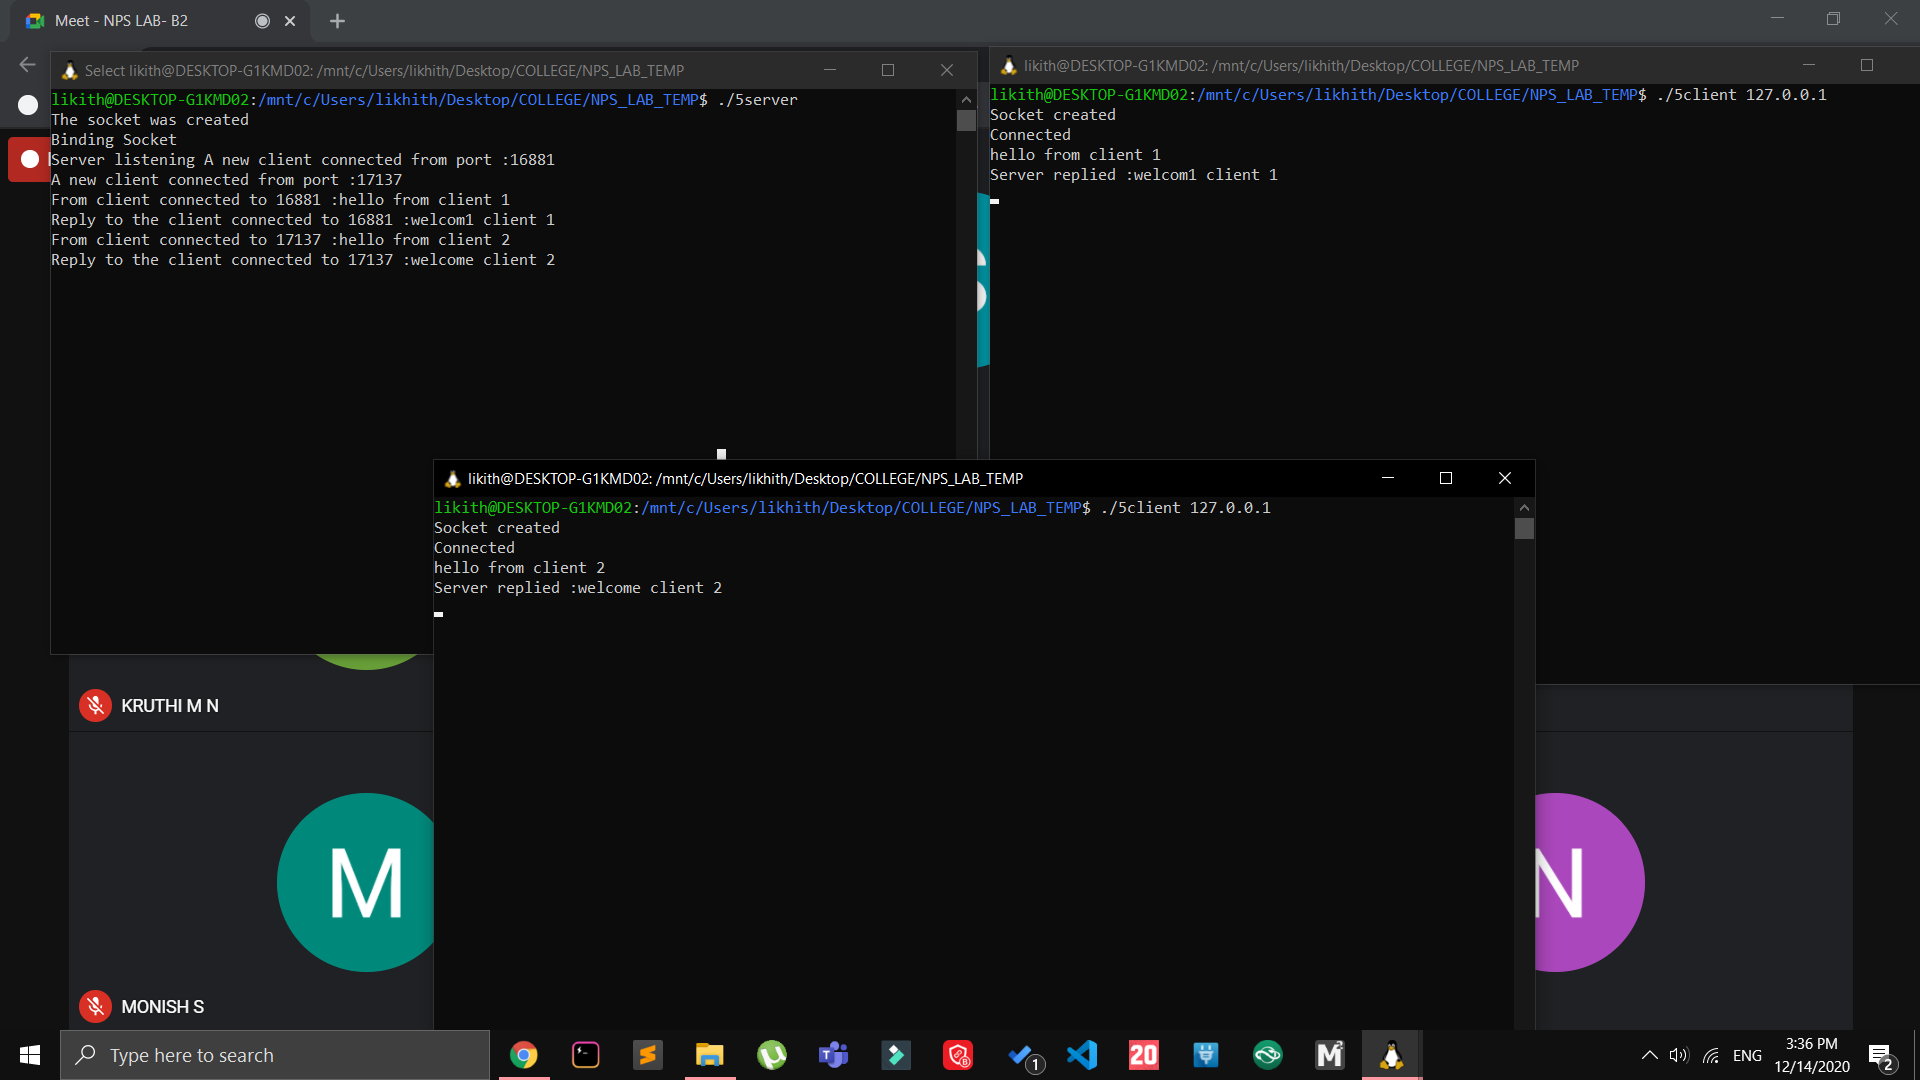 Meet - NPS LAB- B2
Select likith@DESKTOP-G1KMD02: /mnt/c/Users/likhith/Desktop/COLLEGE/NPS_LAB_TEMP
likith@DESKTOP-G1KMD02:/mnt/c/Users/likhith/Desktop/COLLEGE/NPS_LAB_TEMP$ ./5server
The socket was created
Binding Socket
Server listening A new client connected from port :16881
A new client connected from port :17137
From client connected to 16881 :hello from client 1
Reply to the client connected to 16881 :welcom1 client 1
From client connected to 17137 :hello from client 2
Reply to the client connected to 17137 :welcome client 2
likith@DESKTOP-G1KMD02: /mnt/c/Users/likhith/Desktop/COLLEGE/NPS_LAB_TEMP
likith@DESKTOP-G1KMD02:/mnt/c/Users/likhith/Desktop/COLLEGE/NPS_LAB_TEMP$ ./5client 127.0.0.1
Socket created
Connected
hello from client 1
Server replied :welcom1 client 1
likith@DESKTOP-G1KMD02: /mnt/c/Users/likhith/Desktop/COLLEGE/NPS_LAB_TEMP
likith@DESKTOP-G1KMD02:/mnt/c/Users/likhith/Desktop/COLLEGE/NPS_LAB_TEMP$ ./5client 127.0.0.1
Socket created
Connected
hello from client 2
Server replied :welcome client 2
KRUTHI M N
M
N
MONISH S
Type here to search
1
20
M
ENG
3:36 PM
12/14/2020
2